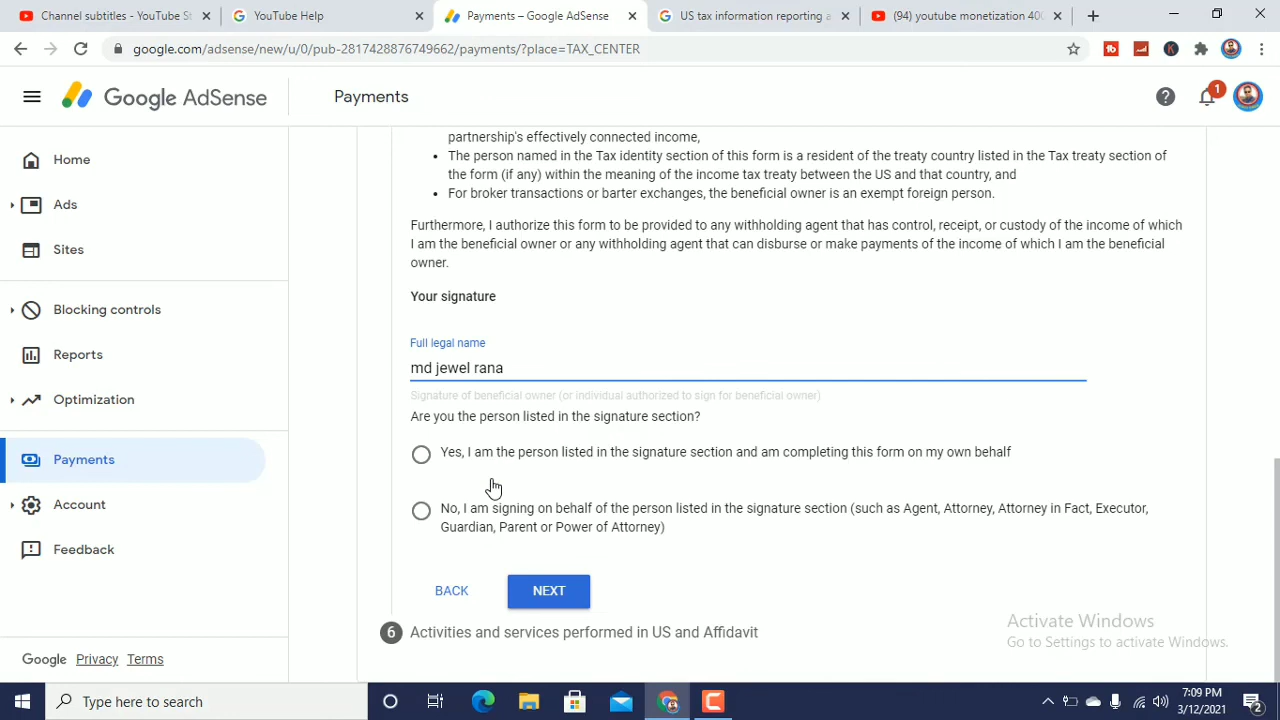 Channel subtitles - YouTube St
YouTube Help
Payments – Google AdSense
US tax information reporting a
(94) youtube monetization 400
google.com/adsense/new/u/0/pub-2817428876749662/payments/?place=TAX_CENTER
Google AdSense
Payments
1
Home
Ads
Sites
Blocking controls
Reports
Optimization
Payments
Account
Feedback
Google Privacy Terms
partnership's effectively connected income,
• The person named in the Tax identity section of this form is a resident of the treaty country listed in the Tax treaty section of
the form (if any) within the meaning of the income tax treaty between the US and that country, and
• For broker transactions or barter exchanges, the beneficial owner is an exempt foreign person.
Furthermore, I authorize this form to be provided to any withholding agent that has control, receipt, or custody of the income of which
I am the beneficial owner or any withholding agent that can disburse or make payments of the income of which I am the beneficial
owner.
Your signature
Full legal name
md jewel rana
Signature of beneficial owner (or individual authorized to sign for beneficial owner)
Are you the person listed in the signature section?
Yes, I am the person listed in the signature section and am completing this form on my own behalf
No, I am signing on behalf of the person listed in the signature section (such as Agent, Attorney, Attorney in Fact, Executor,
Guardian, Parent or Power of Attorney)
BACK
NEXT
6 Activities and services performed in US and Affidavit
Activate Windows
Go to Settings to activate Windows.
Type here to search
7:09 PM
3/12/2021
2